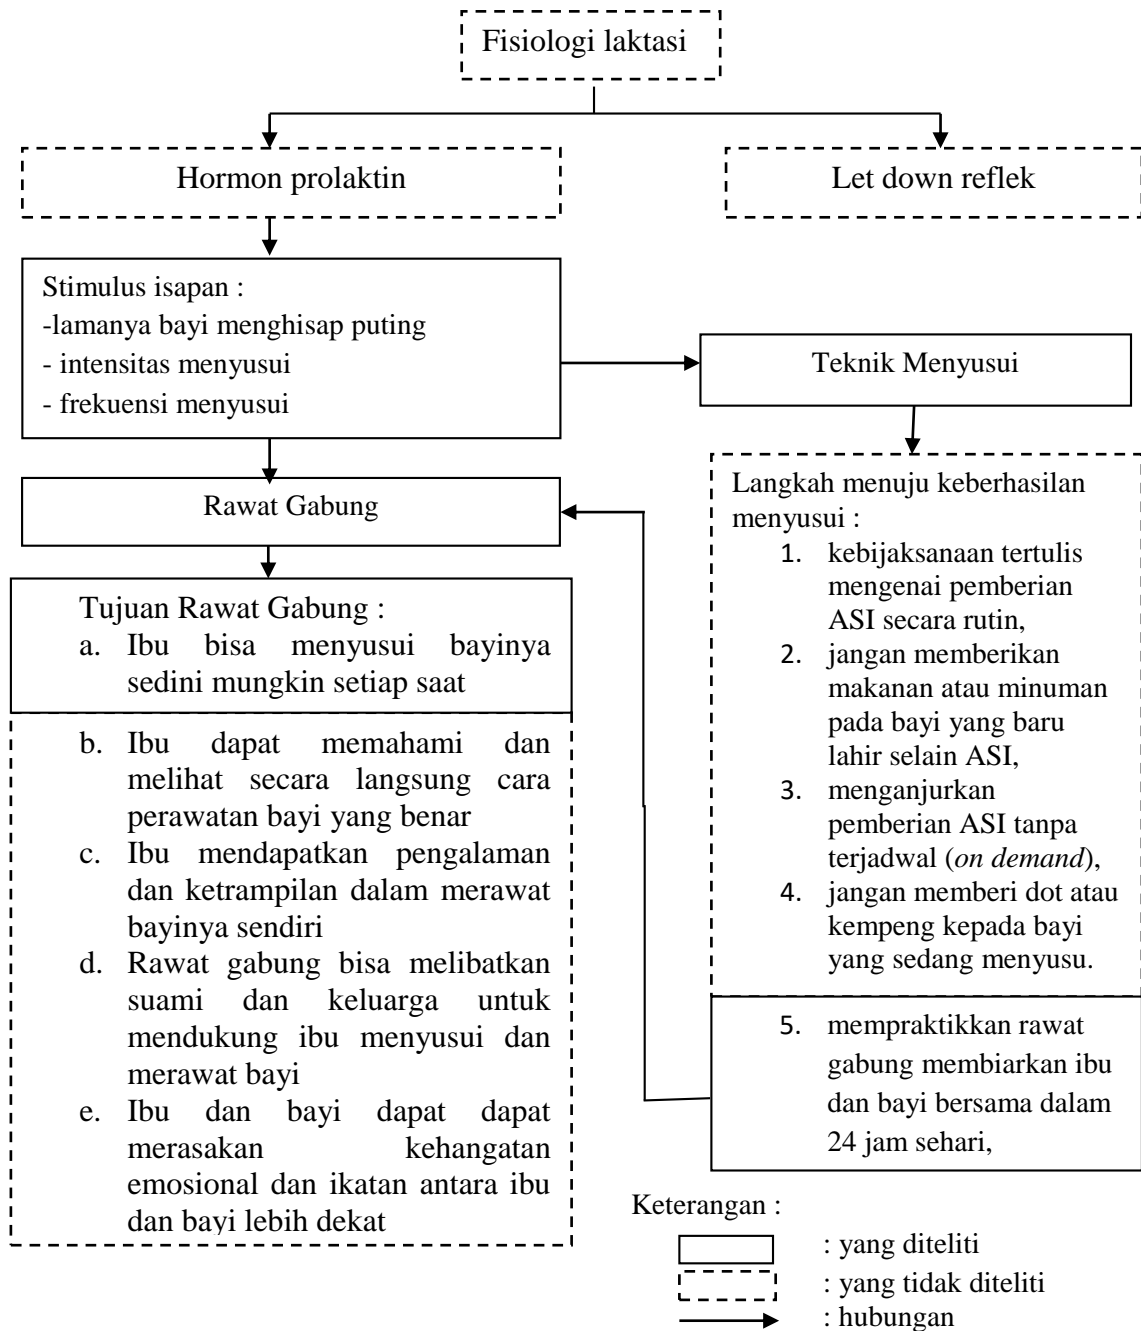 Fisiologi laktasi
Hormon prolaktin
Let down reflek
Stimulus isapan :
-lamanya bayi menghisap puting
- intensitas menyusui
- frekuensi menyusui
Teknik Menyusui
Rawat Gabung
Tujuan Rawat Gabung :
a. Ibu bisa menyusui bayinya
sedini mungkin setiap saat
b. Ibu dapat memahami dan
melihat secara langsung cara
perawatan bayi yang benar
c. Ibu mendapatkan pengalaman
dan ketrampilan dalam merawat
bayinya sendiri
d. Rawat gabung bisa melibatkan
suami dan keluarga untuk
mendukung ibu menyusui dan
merawat bayi
e. Ibu dan bayi dapat dapat
merasakan kehangatan
emosional dan ikatan antara ibu
dan bayi lebih dekat
Langkah menuju keberhasilan
menyusui :
1. kebijaksanaan tertulis
mengenai pemberian
ASI secara rutin,
2. jangan memberikan
makanan atau minuman
pada bayi yang baru
lahir selain ASI,
3. menganjurkan
pemberian ASI tanpa
terjadwal (on demand),
4. jangan memberi dot atau
kempeng kepada bayi
yang sedang menyusu.
5. mempraktikkan rawat
gabung membiarkan ibu
dan bayi bersama dalam
24 jam sehari,
Keterangan :
: yang diteliti
: yang tidak diteliti
: hubungan